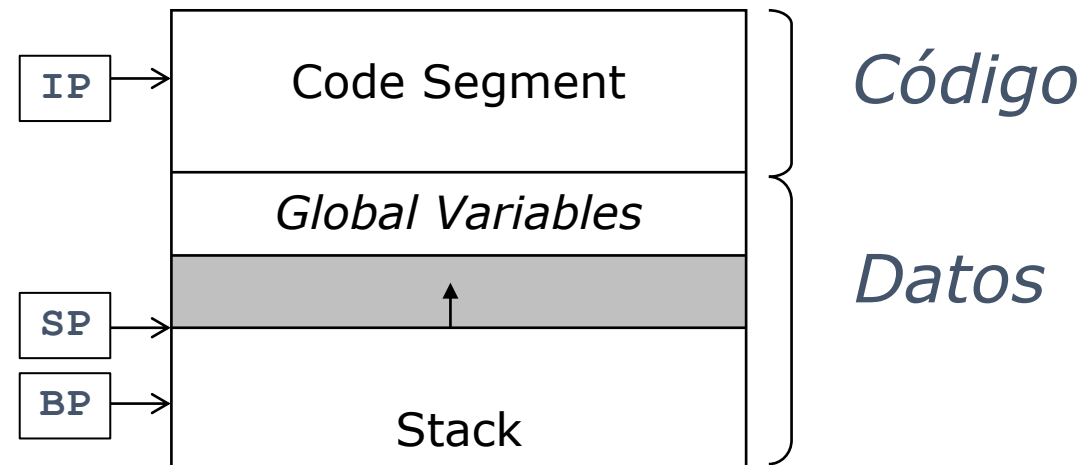 IP
Code Segment
Código
Global Variables
Datos
SP
BP
Stack